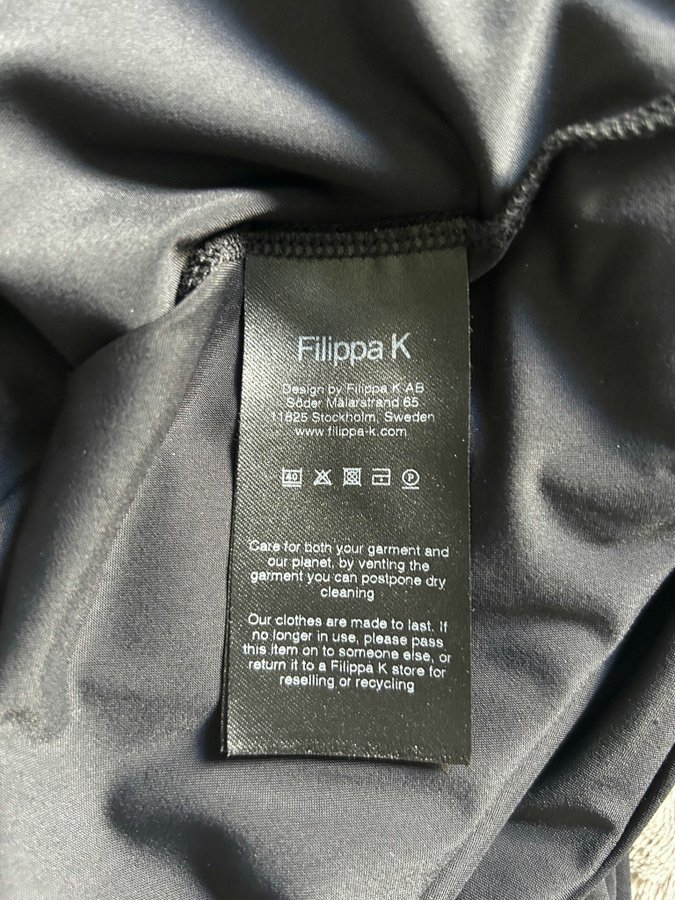 Filippa K
Design by Filippa K AB
Söder Mälarstrand 65
11825 Stockholm, Sweden
www.filippa-k.com
40
P
Care for both your garment and
our planet, by venting the
garment you can postpone dry
cleaning
Our clothes are made to last. If
no longer in use, please pass
this item on to someone else, or
return it to a Filippa K store for
reselling or recycling